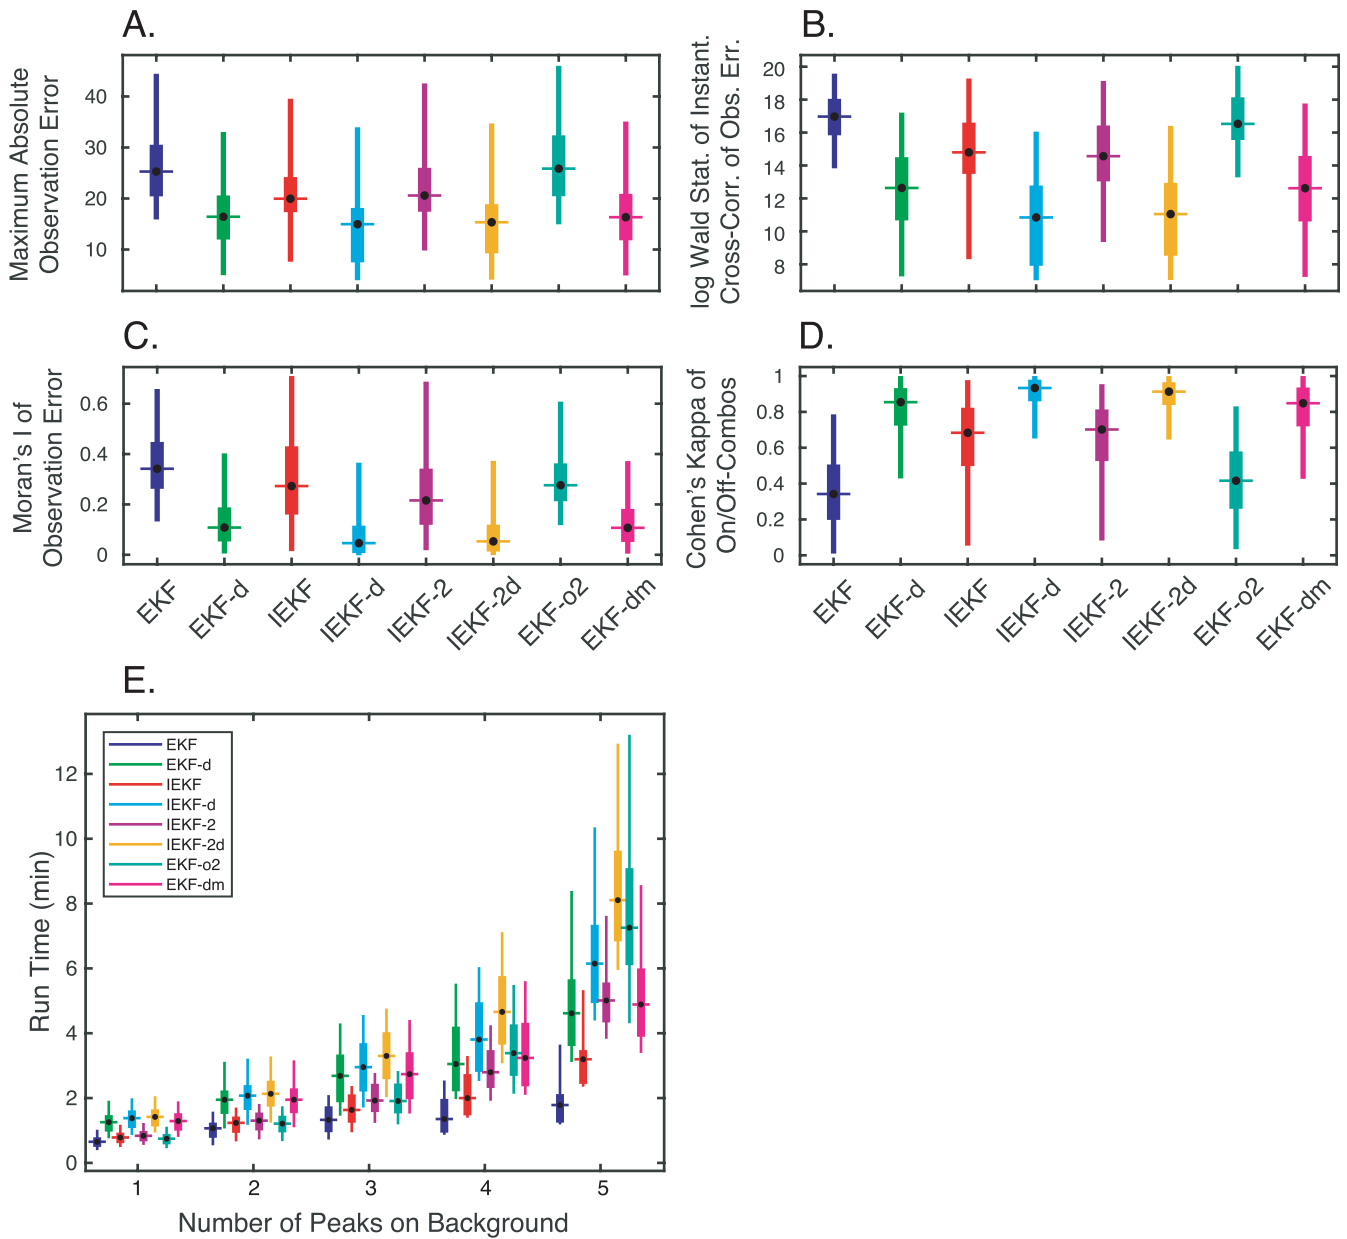 A.
Maximum Absolute
Observation Error
40
30
20
10
B.
log Wald Stat. of Instant.
Cross-Corr. of Obs. Err.
20
18
16
14
12
10
8
C.
Moran's I of
Observation Error
0.6
0.4
0.2
0
EKF
EKF-d
IEKF
IEKF-d
IEKF-2
IEKF-2d
EKF-o2
EKF-dm
D.
Cohen's Kappa of
On/Off-Combos
1
0.8
0.6
0.4
0.2
0
EKF
EKF-d
IEKF
IEKF-d
IEKF-2
IEKF-2d
EKF-o2
EKF-dm
E.
Run Time (min)
12
10
8
6
4
2
0
EKF
EKF-d
IEKF
IEKF-d
IEKF-2
IEKF-2d
EKF-o2
EKF-dm
1 2 3 4 5
Number of Peaks on Background